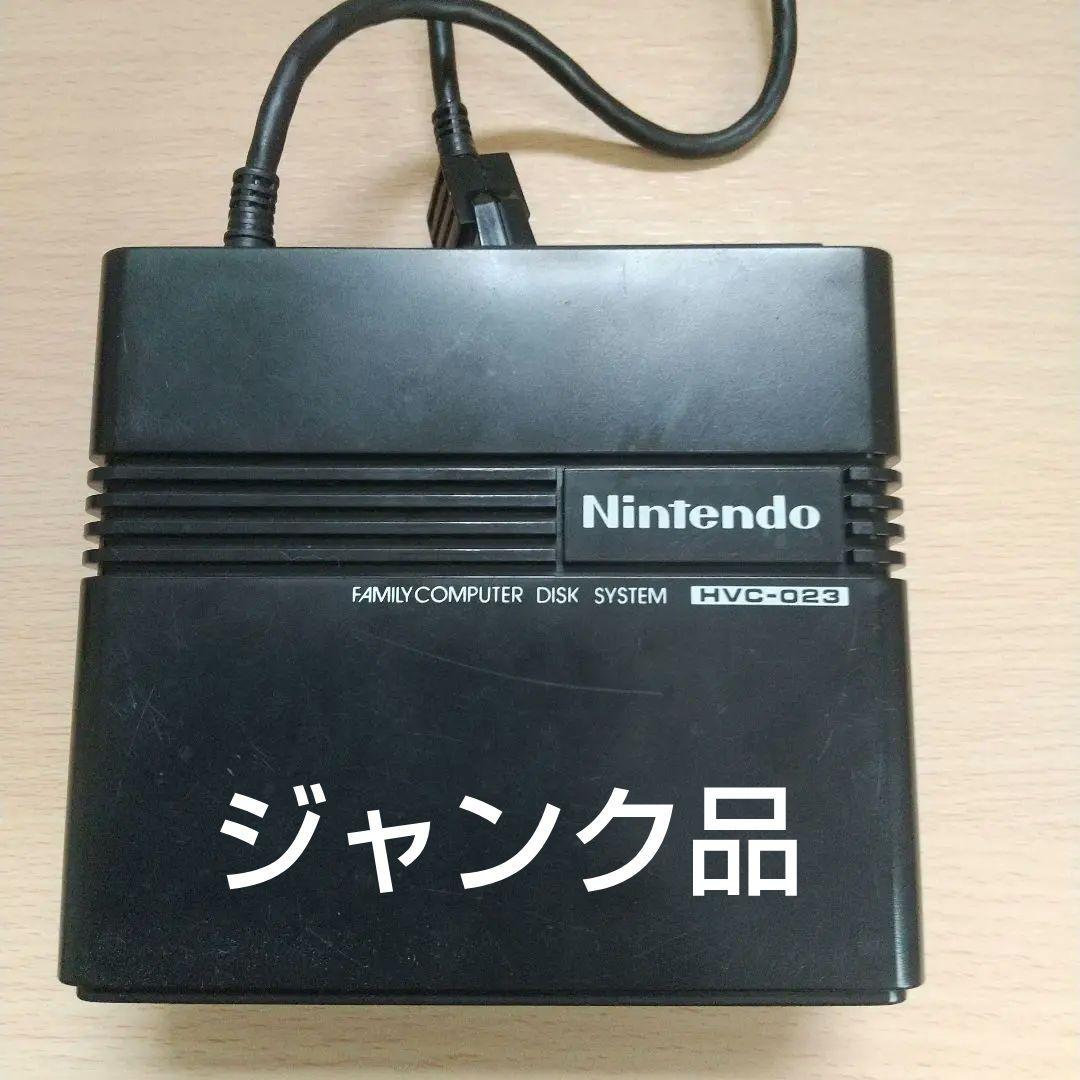 Nintendo
FAMILY COMPUTER DISK SYSTEM HVC-023
ジャンク品